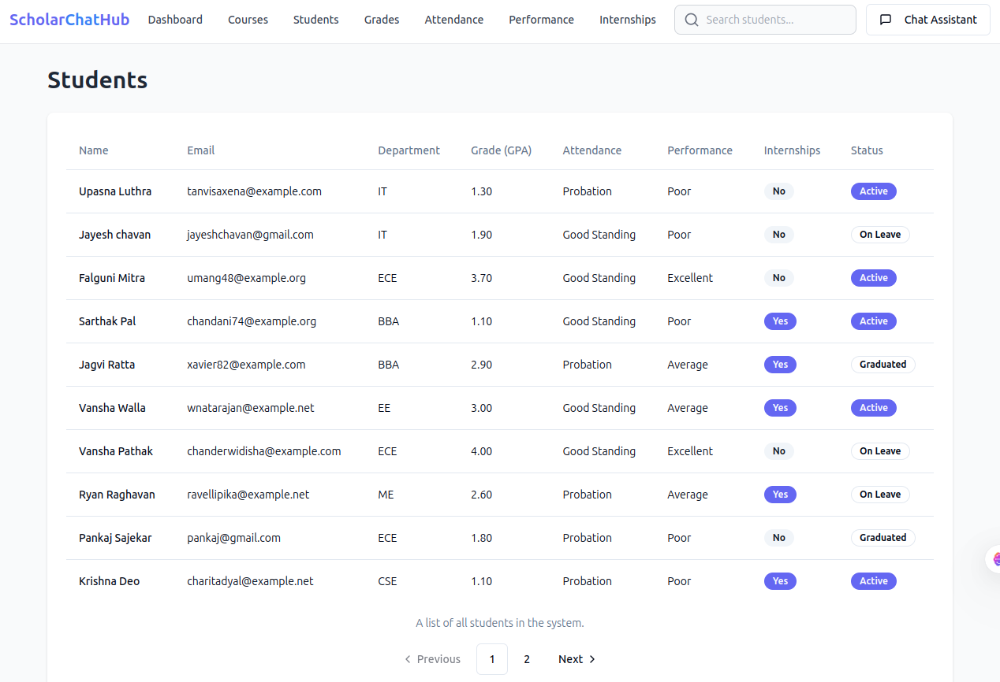 ScholarChatHub Dashboard Courses Students Grades Attendance Performance Internships Search students... Chat Assistant
Students
Name Email Department Grade (GPA) Attendance Performance Internships Status
Upasna Luthra tanvisaxena@example.com IT 1.30 Probation Poor No Active
Jayesh chavan jayeshchavan@gmail.com IT 1.90 Good Standing Poor No On Leave
Falguni Mitra umang48@example.org ECE 3.70 Good Standing Excellent No Active
Sarthak Pal chandani74@example.org BBA 1.10 Good Standing Poor Yes Active
Jagvi Ratta xavier82@example.com BBA 2.90 Probation Average Yes Graduated
Vansha Walla wnatarajan@example.net EE 3.00 Good Standing Average Yes Active
Vansha Pathak chanderwidisha@example.com ECE 4.00 Good Standing Excellent No On Leave
Ryan Raghavan ravellipika@example.net ME 2.60 Probation Average Yes On Leave
Pankaj Sajekar pankaj@gmail.com ECE 1.80 Probation Poor No Graduated
Krishna Deo charitadyal@example.net CSE 1.10 Probation Poor Yes Active
A list of all students in the system.
Previous 1 2 Next